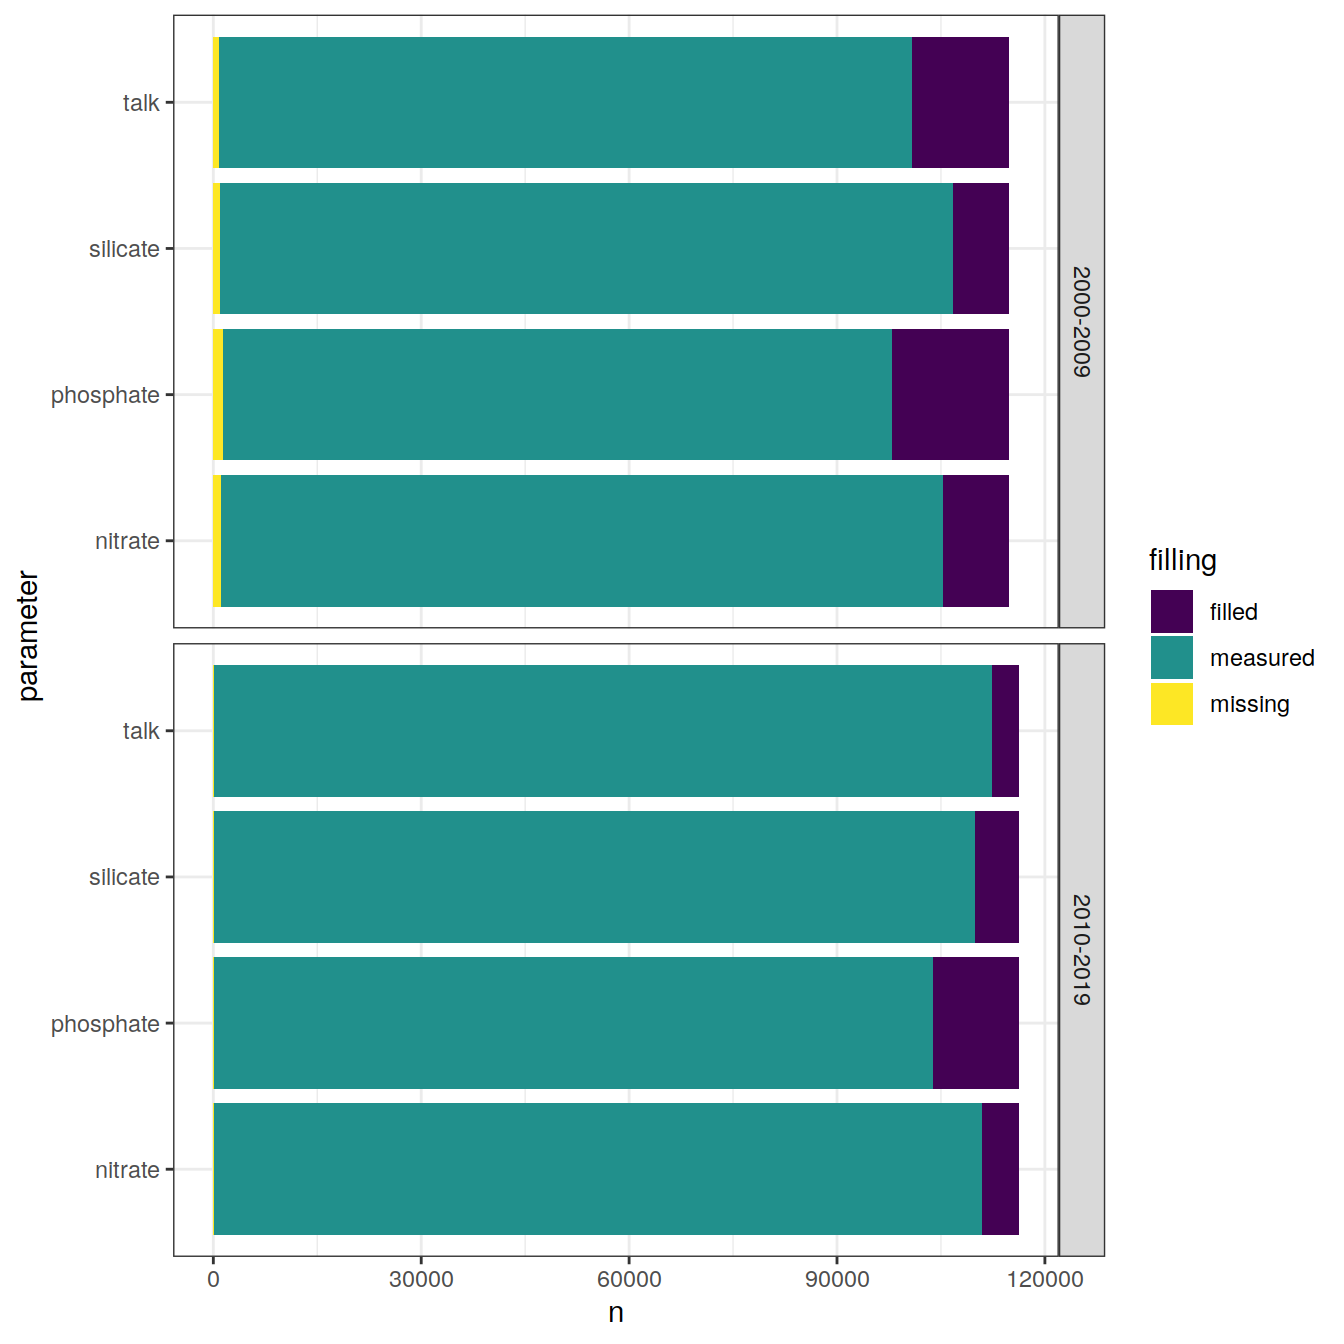 talk
silicate
phosphate
nitrate
2000-2009
talk
silicate
phosphate
nitrate
2010-2019
0 30000 60000 90000 120000
n
parameter
filling
filled
measured
missing